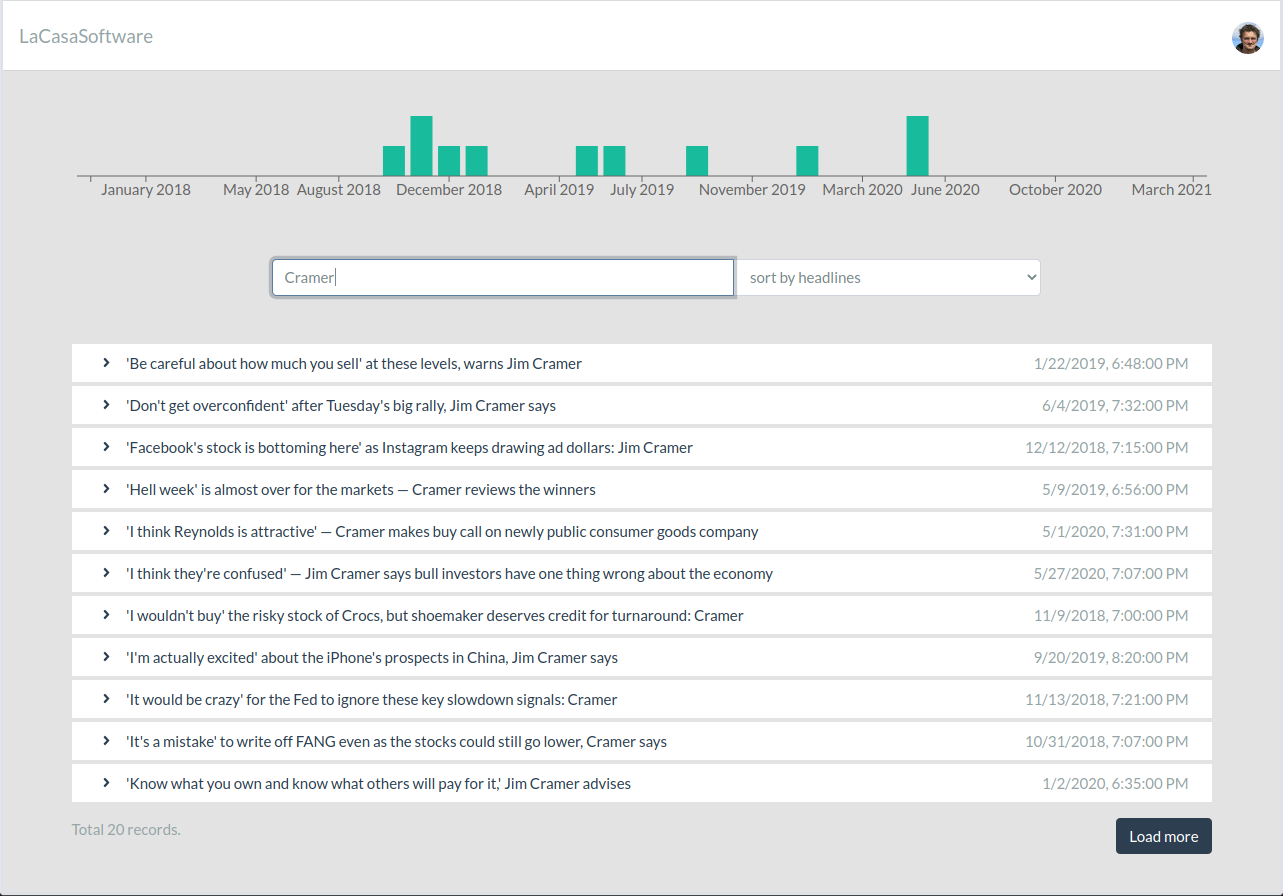 LaCasaSoftware
January 2018 May 2018 August 2018 December 2018 April 2019 July 2019 November 2019 March 2020 June 2020 October 2020 March 2021
Cramer sort by headlines
'Be careful about how much you sell' at these levels, warns Jim Cramer 1/22/2019, 6:48:00 PM
'Don't get overconfident' after Tuesday's big rally, Jim Cramer says 6/4/2019, 7:32:00 PM
'Facebook's stock is bottoming here' as Instagram keeps drawing ad dollars: Jim Cramer 12/12/2018, 7:15:00 PM
'Hell week' is almost over for the markets — Cramer reviews the winners 5/9/2019, 6:56:00 PM
'I think Reynolds is attractive' — Cramer makes buy call on newly public consumer goods company 5/1/2020, 7:31:00 PM
'I think they're confused' — Jim Cramer says bull investors have one thing wrong about the economy 5/27/2020, 7:07:00 PM
'I wouldn't buy' the risky stock of Crocs, but shoemaker deserves credit for turnaround: Cramer 11/9/2018, 7:00:00 PM
'I'm actually excited' about the iPhone's prospects in China, Jim Cramer says 9/20/2019, 8:20:00 PM
'It would be crazy' for the Fed to ignore these key slowdown signals: Cramer 11/13/2018, 7:21:00 PM
'It's a mistake' to write off FANG even as the stocks could still go lower, Cramer says 10/31/2018, 7:07:00 PM
'Know what you own and know what others will pay for it,' Jim Cramer advises 1/2/2020, 6:35:00 PM
Total 20 records.
Load more